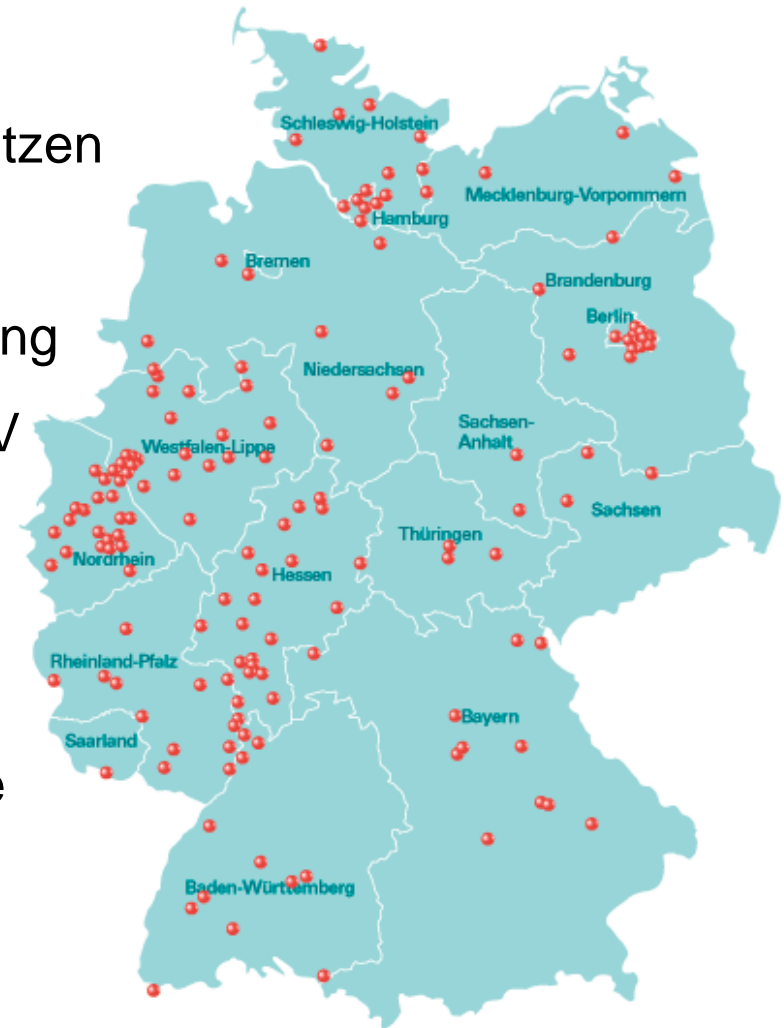 Schleswig-Holstein
tzen
Mecklenburg-Vorpommern
Hamburg
Bremen
Brandenburg
Berlin
ng
Niedersachsen
V
Sachsen-
Anhalt
Westfalen-Lippe
Sachsen
Thüringen
Nordrhein
Hessen
Rheinland-Pfalz
Bayern
Saarland
e
Baden-Württemberg